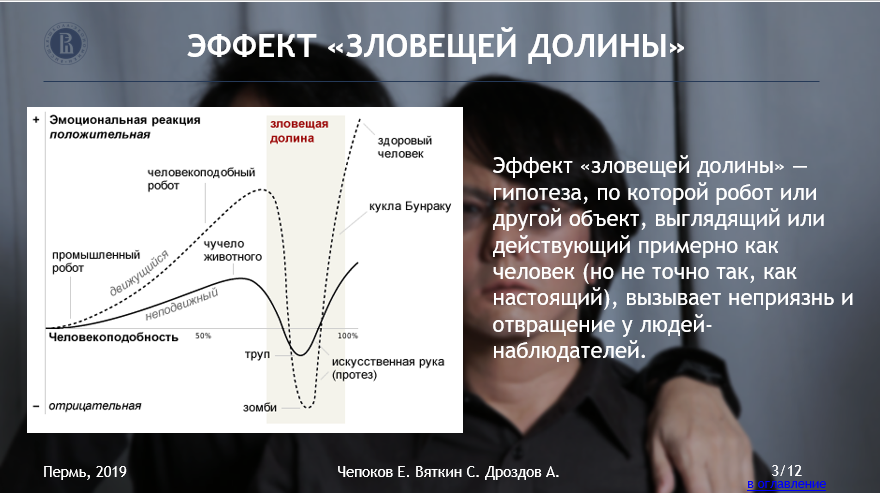 ЭФФЕКТ «ЗЛОВЕЩЕЙ ДОЛИНЫ»
+ Эмоциональная реакция
положительная
зловещая
долина
здоровый
человек
человекоподобный
робот
кукла Бунраку
чучело
животного
промышленный
робот
движущийся
неподвижный
Человекоподобность
50%
100%
труп
искусственная рука
(протез)
– отрицательная
зомби
Эффект «зловещей долины» —
гипотеза, по которой робот или
другой объект, выглядящий или
действующий примерно как
человек (но не точно так, как
настоящий), вызывает неприязнь и
отвращение у людей-
наблюдателей.
Пермь, 2019
Чепоков Е. Вяткин С. Дроздов А.
3/12
в оглавление